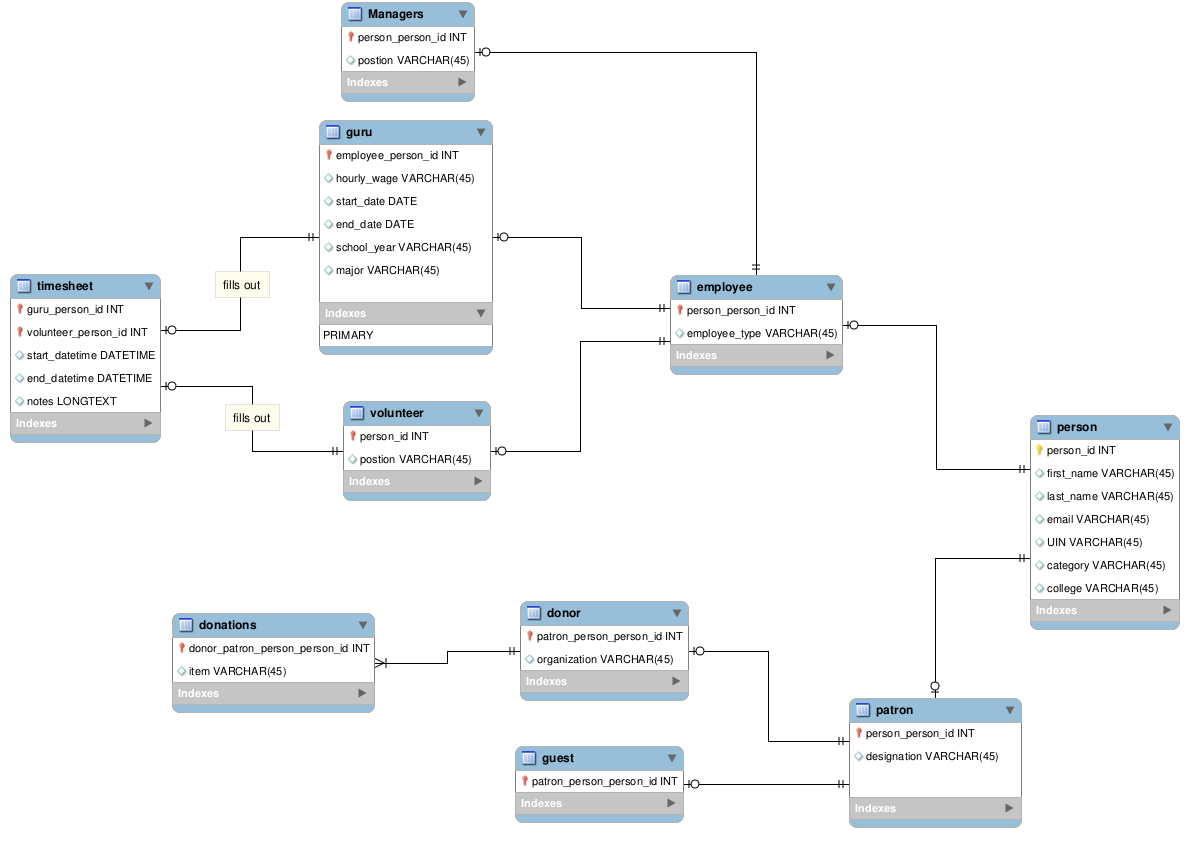 Managers
person_person_id INT
postion VARCHAR(45)
Indexes
guru
employee_person_id INT
hourly_wage VARCHAR(45)
start_date DATE
end_date DATE
school_year VARCHAR(45)
major VARCHAR(45)
Indexes
PRIMARY
timesheet
guru_person_id INT
volunteer_person_id INT
start_datetime DATETIME
end_datetime DATETIME
notes LONGTEXT
Indexes
fills out
fills out
volunteer
person_id INT
postion VARCHAR(45)
Indexes
employee
person_person_id INT
employee_type VARCHAR(45)
Indexes
person
person_id INT
first_name VARCHAR(45)
last_name VARCHAR(45)
email VARCHAR(45)
UIN VARCHAR(45)
category VARCHAR(45)
college VARCHAR(45)
Indexes
donations
donor_patron_person_person_id INT
item VARCHAR(45)
Indexes
donor
patron_person_person_id INT
organization VARCHAR(45)
Indexes
guest
patron_person_person_id INT
Indexes
patron
person_person_id INT
designation VARCHAR(45)
Indexes